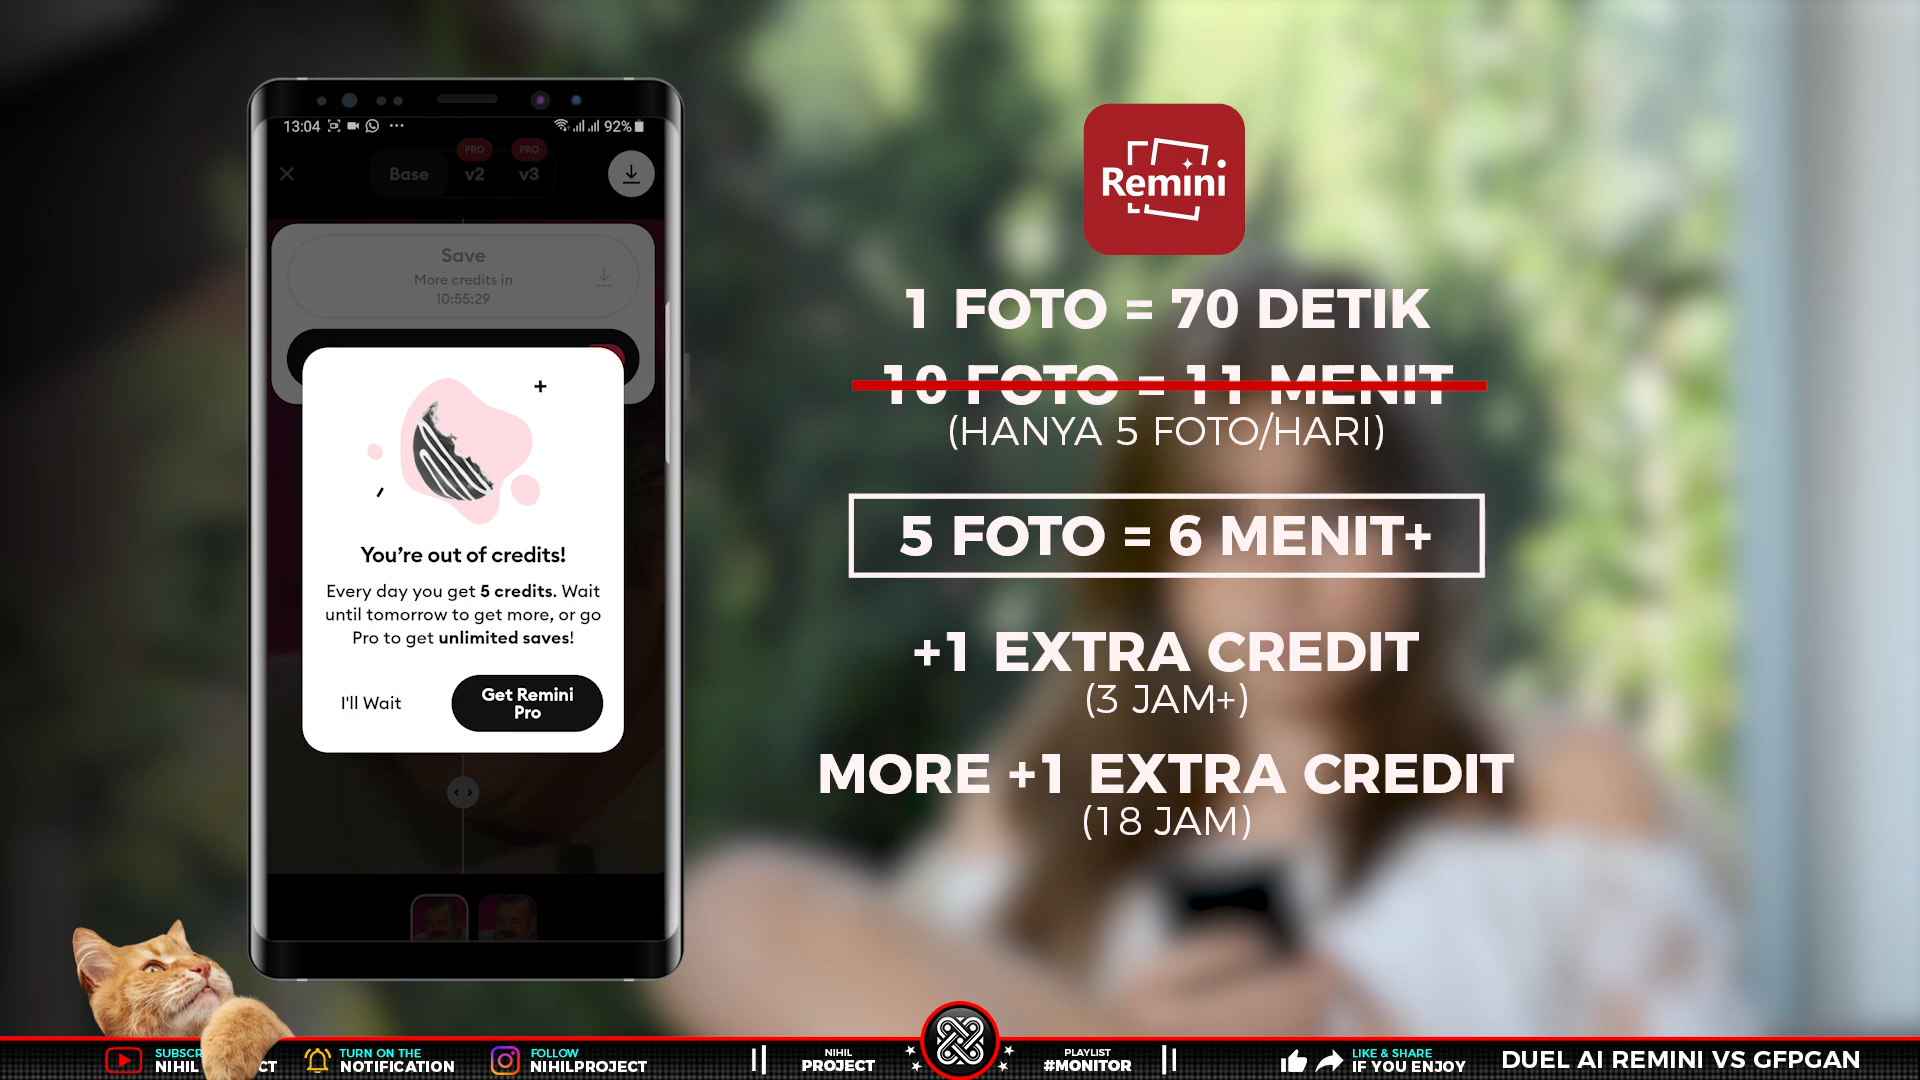 13:04
92%
PRO
PRO
Base
v2
v3
Save
More credits in
10:55:29
You're out of credits!
Every day you get 5 credits. Wait
until tomorrow to get more, or go
Pro to get unlimited saves!
I'll Wait
Get Remini
Pro
Remini
1 FOTO = 70 DETIK
10 FOTO = 11 MENIT
(HANYA 5 FOTO/HARI)
5 FOTO = 6 MENIT+
+1 EXTRA CREDIT
(3 JAM+)
MORE +1 EXTRA CREDIT
(18 JAM)
TURN ON THE
NOTIFICATION
FOLLOW
NIHILPROJECT
NIHIL
PROJECT
PLAYLIST
#MONITOR
LIKE & SHARE
IF YOU ENJOY
DUEL AI REMINI VS GFPGAN